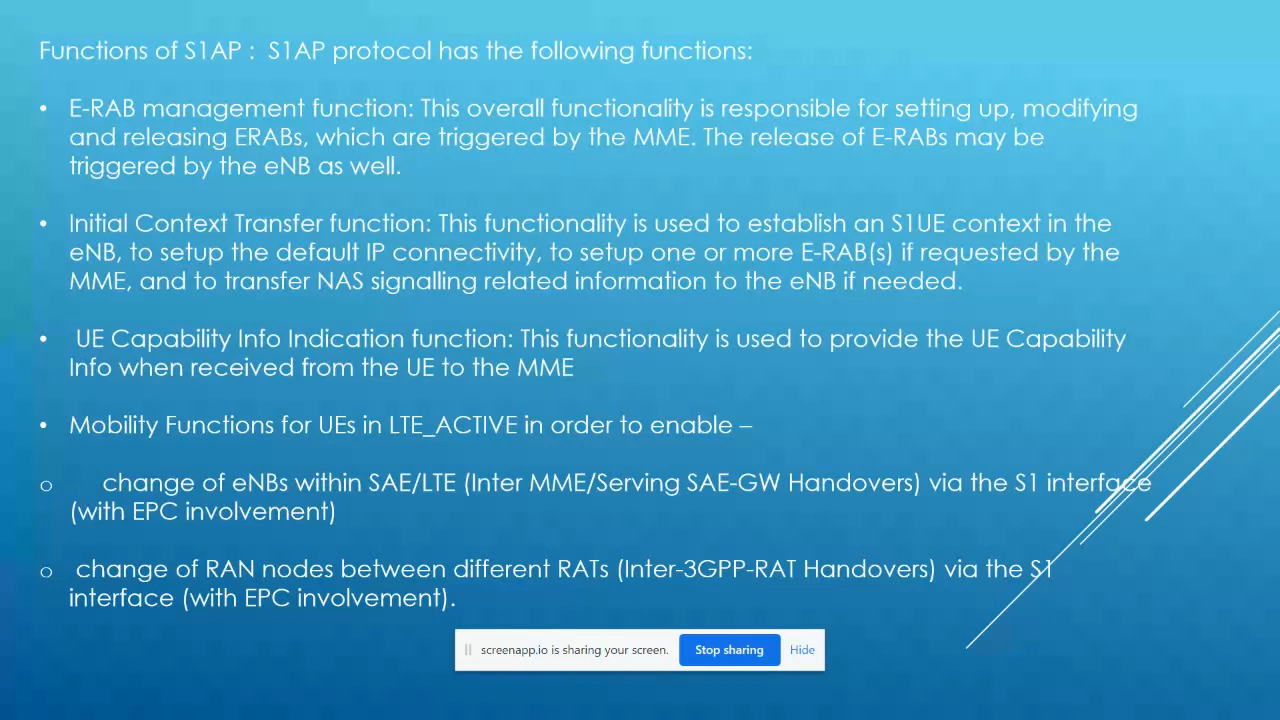 Functions of S1AP :  S1AP protocol has the following functions:
• E-RAB management function: This overall functionality is responsible for setting up, modifying
and releasing ERABs, which are triggered by the MME. The release of E-RABs may be
triggered by the eNB as well.
• Initial Context Transfer function: This functionality is used to establish an S1UE context in the
eNB, to setup the default IP connectivity, to setup one or more E-RAB(s) if requested by the
MME, and to transfer NAS signalling related information to the eNB if needed.
• UE Capability Info Indication function: This functionality is used to provide the UE Capability
Info when received from the UE to the MME
• Mobility Functions for UEs in LTE_ACTIVE in order to enable –
o change of eNBs within SAE/LTE (Inter MME/Serving SAE-GW Handovers) via the S1 interface
(with EPC involvement)
o change of RAN nodes between different RATs (Inter-3GPP-RAT Handovers) via the S1
interface (with EPC involvement).
screenapp.io is sharing your screen. Stop sharing Hide